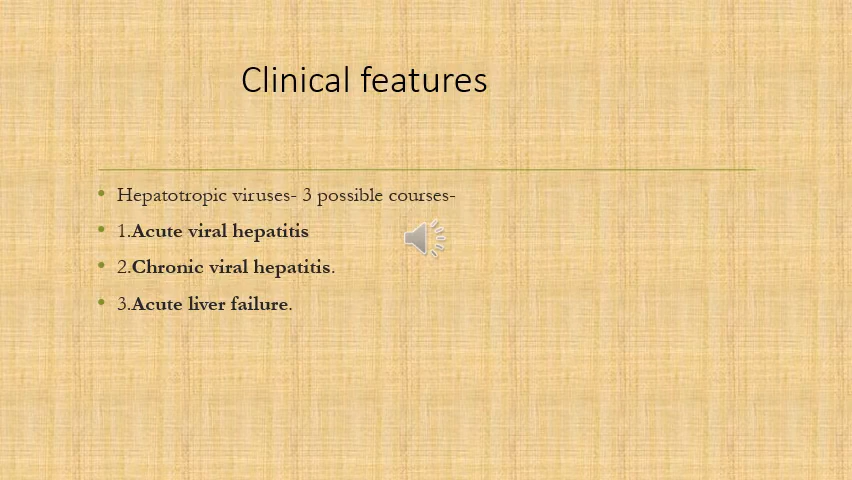 Clinical features
• Hepatotropic viruses- 3 possible courses-
• 1.Acute viral hepatitis
• 2.Chronic viral hepatitis.
• 3.Acute liver failure.